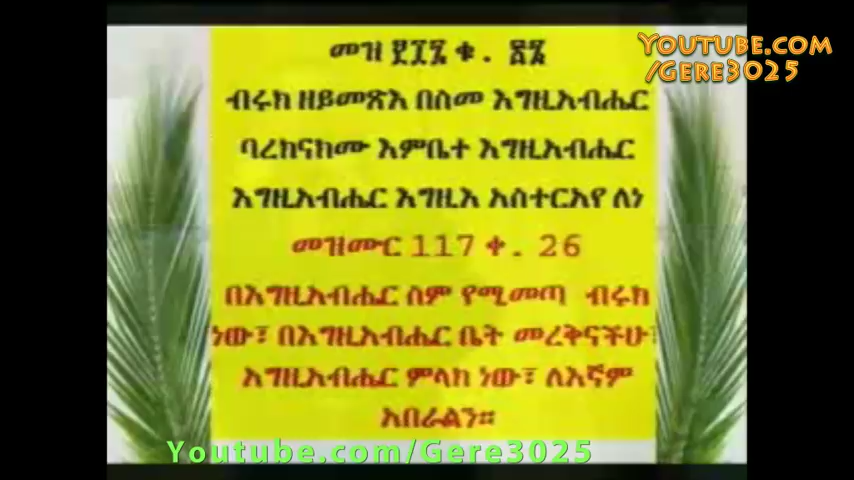 YOUTUBE.COM
/GERE3025
መዝ ፻፲፯ ቁ. ፳፯
ብሩክ ዘይመጽእ በስመ እግዚአብሔር
ባረክናክሙ እምቤተ እግዚአብሔር
እግዚአብሔር እግዚእ አስተርአየ ለነ
መዝሙር 117 ቀ. 26
በእግዚአብሔር ስም የሚመጣ ብሩክ
ነው፣ በእግዚአብሔር ቤት መረቅናችሁ፣
እግዚአብሔር ምላክ ነው፣ ለእኛም
አበራልን።
Youtube.com/Gere3025